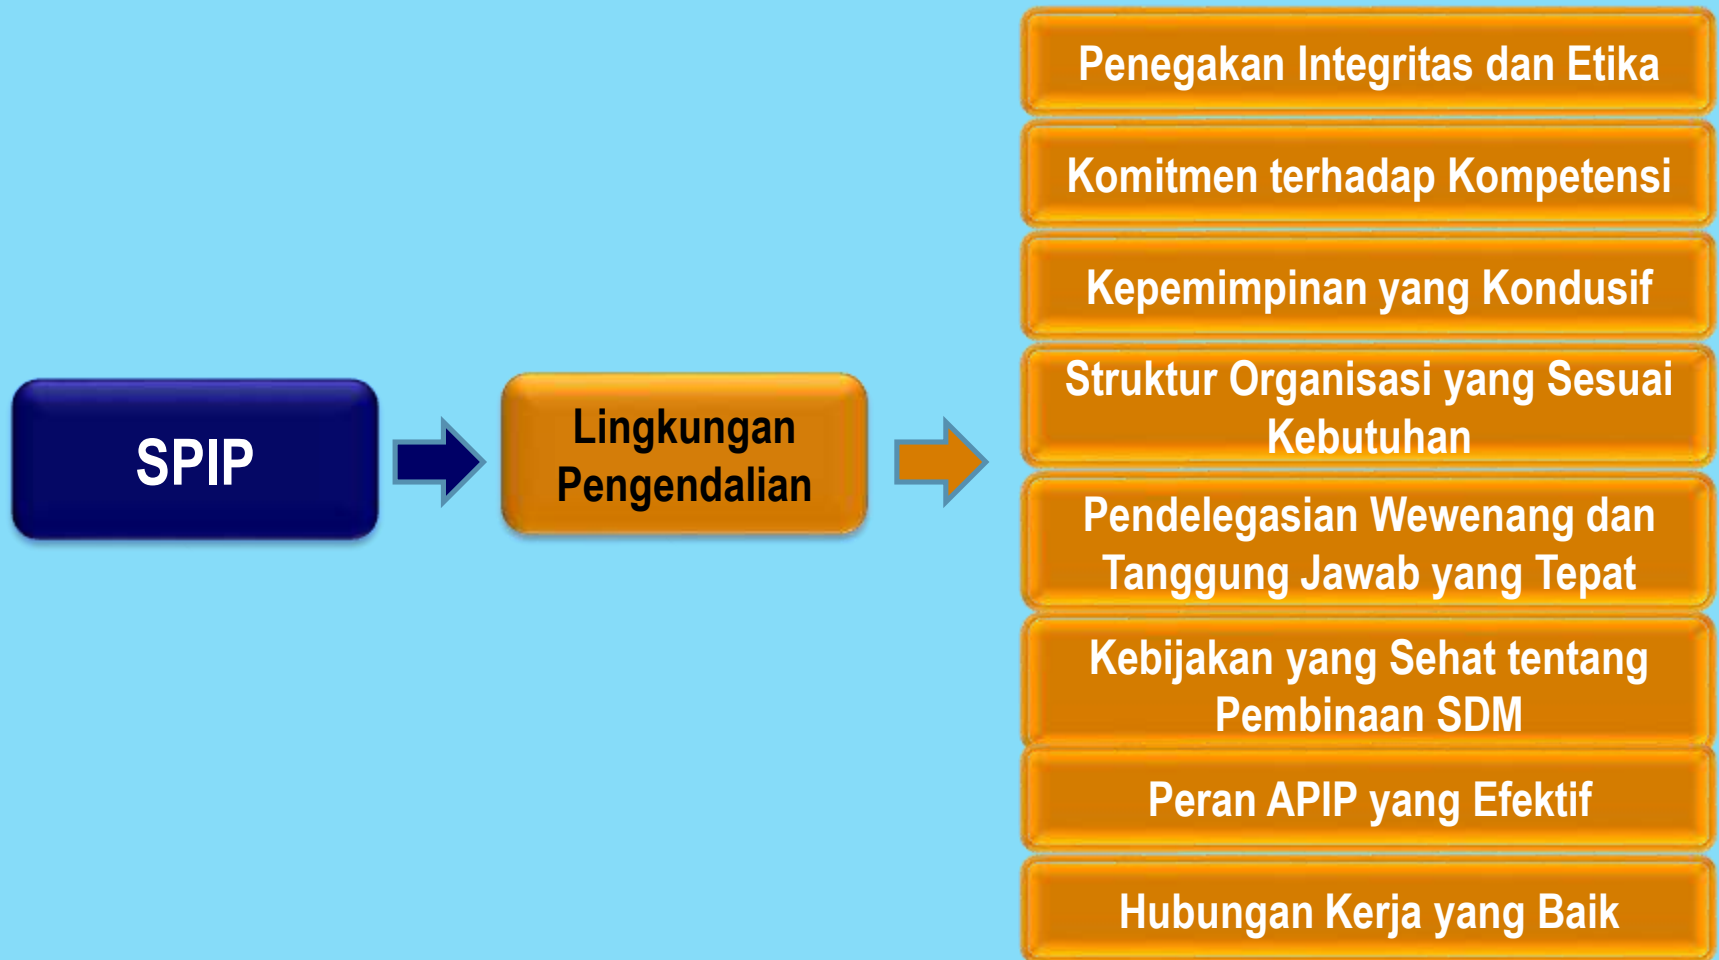 SPIP
Lingkungan
Pengendalian
Penegakan Integritas dan Etika
Komitmen terhadap Kompetensi
Kepemimpinan yang Kondusif
Struktur Organisasi yang Sesuai
Kebutuhan
Pendelegasian Wewenang dan
Tanggung Jawab yang Tepat
Kebijakan yang Sehat tentang
Pembinaan SDM
Peran APIP yang Efektif
Hubungan Kerja yang Baik